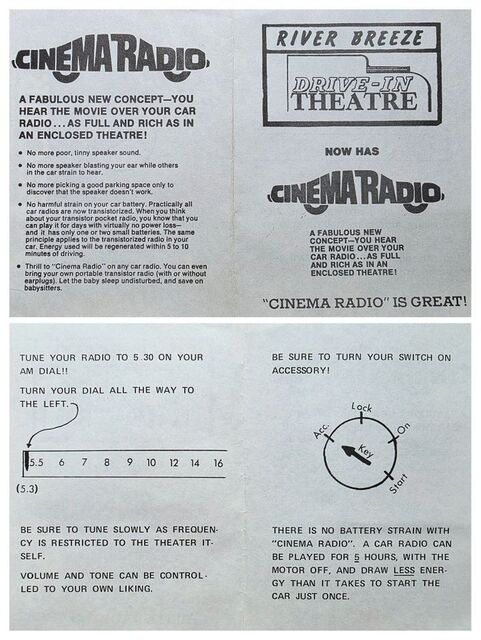 CINEMA RADIO
A FABULOUS NEW CONCEPT—YOU
HEAR THE MOVIE OVER YOUR CAR
RADIO...AS FULL AND RICH AS IN
AN ENCLOSED THEATRE!
• No more poor, tinny speaker sound.
• No more speaker blasting your ear while others
in the car strain to hear.
• No more picking a good parking space only to
discover that the speaker doesn't work.
• No harmful strain on your car battery. Practically all
car radios are now transistorized. When you think
about your transistor pocket radio, you know that you
can play it for days with virtually no power loss—
and it has only one or two small batteries. The same
principle applies to the transistorized radio in your
car. Energy used will be regenerated within 5 to 10
minutes of driving.
• Thrill to "Cinema Radio" on any car radio. You can even
bring your own portable transistor radio (with or without
earplugs). Let the baby sleep undisturbed, and save on
babysitters.
RIVER BREEZE
DRIVE-IN
THEATRE
NOW HAS
CINEMA RADIO
A FABULOUS NEW
CONCEPT—YOU HEAR
THE MOVIE OVER YOUR
CAR RADIO...AS FULL
AND RICH AS IN AN
ENCLOSED THEATRE!
"CINEMA RADIO" IS GREAT!
TUNE YOUR RADIO TO 5.30 ON YOUR
AM DIAL!!
TURN YOUR DIAL ALL THE WAY TO
THE LEFT.
5.5 6 7 8 9 10 12 14 16
(5.3)
BE SURE TO TUNE SLOWLY AS FREQUEN-
CY IS RESTRICTED TO THE THEATER IT-
SELF.
VOLUME AND TONE CAN BE CONTROL-
LED TO YOUR OWN LIKING.
BE SURE TO TURN YOUR SWITCH ON
ACCESSORY!
Lock
Acc.
On
Key
Start
THERE IS NO BATTERY STRAIN WITH
"CINEMA RADIO". A CAR RADIO CAN
BE PLAYED FOR 5 HOURS, WITH THE
MOTOR OFF, AND DRAW LESS ENER-
GY THAN IT TAKES TO START THE
CAR JUST ONCE.